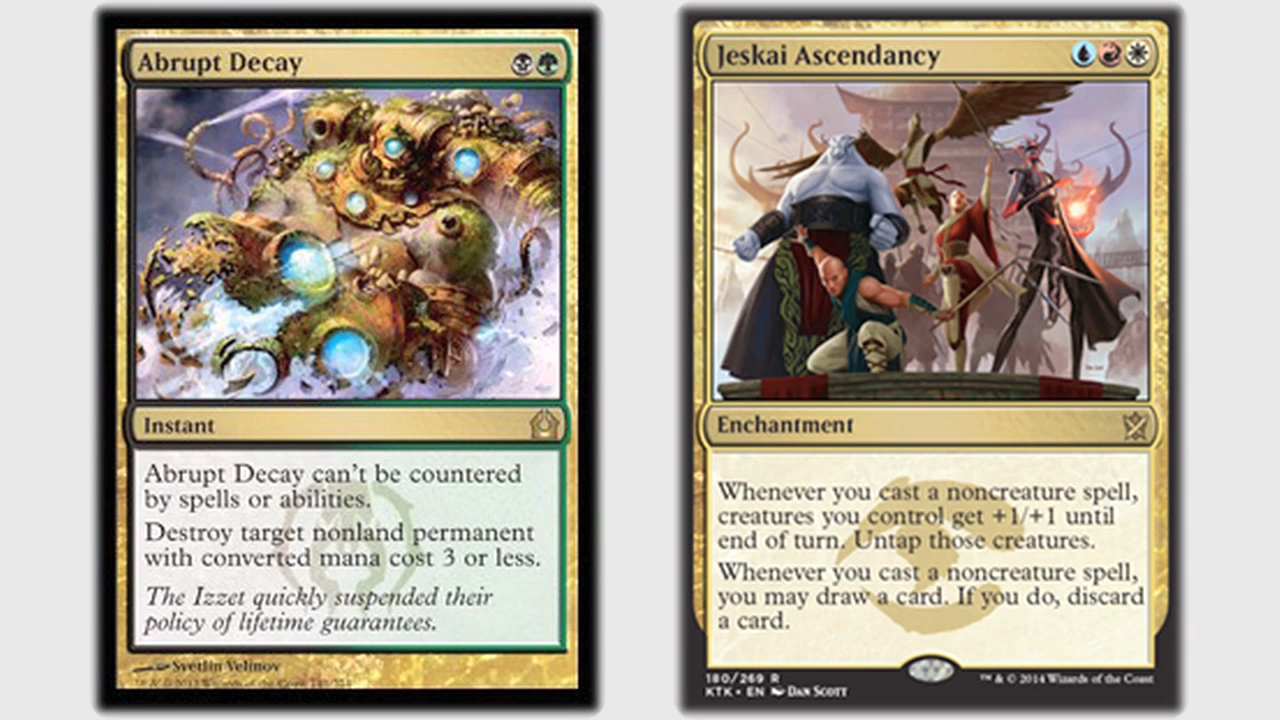 Abrupt Decay
Instant
Abrupt Decay can't be countered
by spells or abilities.
Destroy target nonland permanent
with converted mana cost 3 or less.
The Izzet quickly suspended their
policy of lifetime guarantees.
Svetlin Velinov
Jeskai Ascendancy
Enchantment
Whenever you cast a noncreature spell,
creatures you control get +1/+1 until
end of turn. Untap those creatures.
Whenever you cast a noncreature spell,
you may draw a card. If you do, discard
a card.
180/269 R
KTK • EN Dan Scott
™ & © 2014 Wizards of the Coast